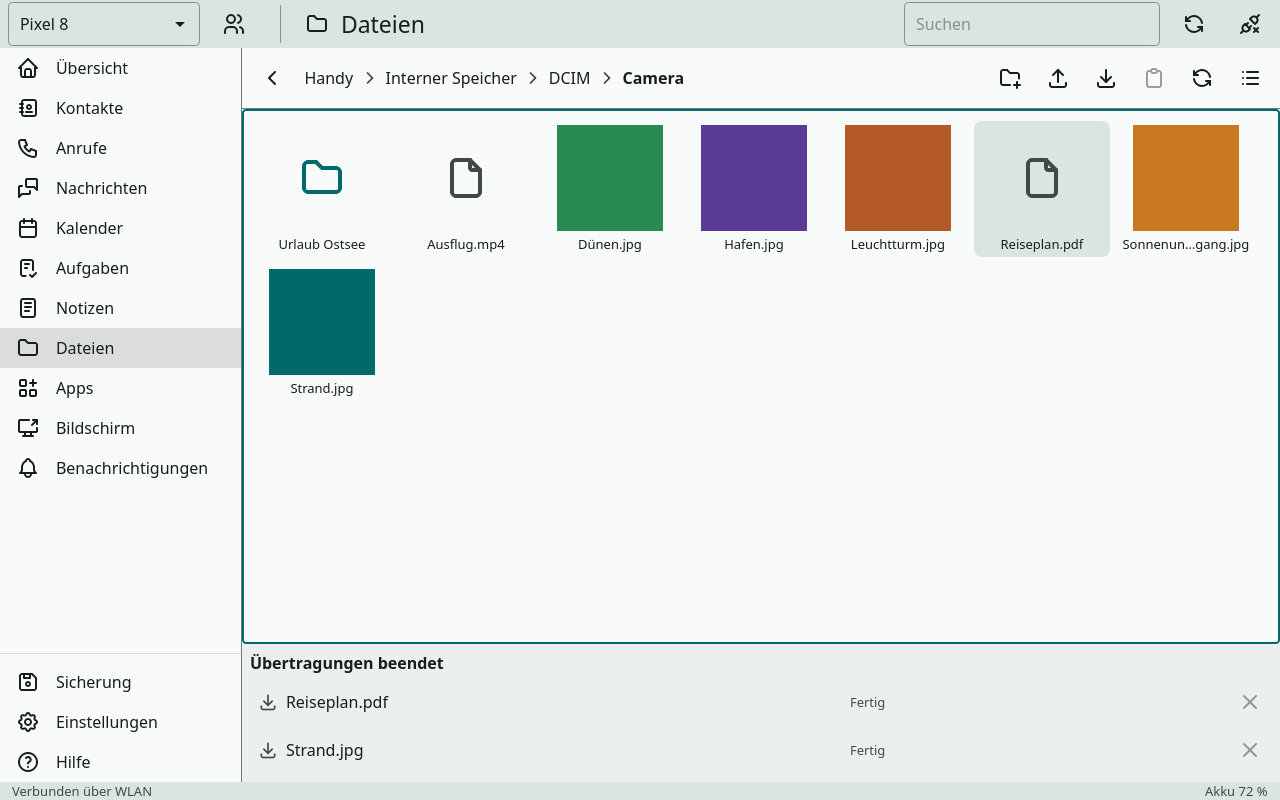 Pixel 8
Dateien
Suchen
Übersicht
Kontakte
Anrufe
Nachrichten
Kalender
Aufgaben
Notizen
Dateien
Apps
Bildschirm
Benachrichtigungen
Sicherung
Einstellungen
Hilfe
Handy > Interner Speicher > DCIM > Camera
Urlaub Ostsee
Ausflug.mp4
Dünen.jpg
Hafen.jpg
Leuchtturm.jpg
Reiseplan.pdf
Sonnenun...gang.jpg
Strand.jpg
Übertragungen beendet
Reiseplan.pdf Fertig
Strand.jpg Fertig
Verbunden über WLAN
Akku 72 %